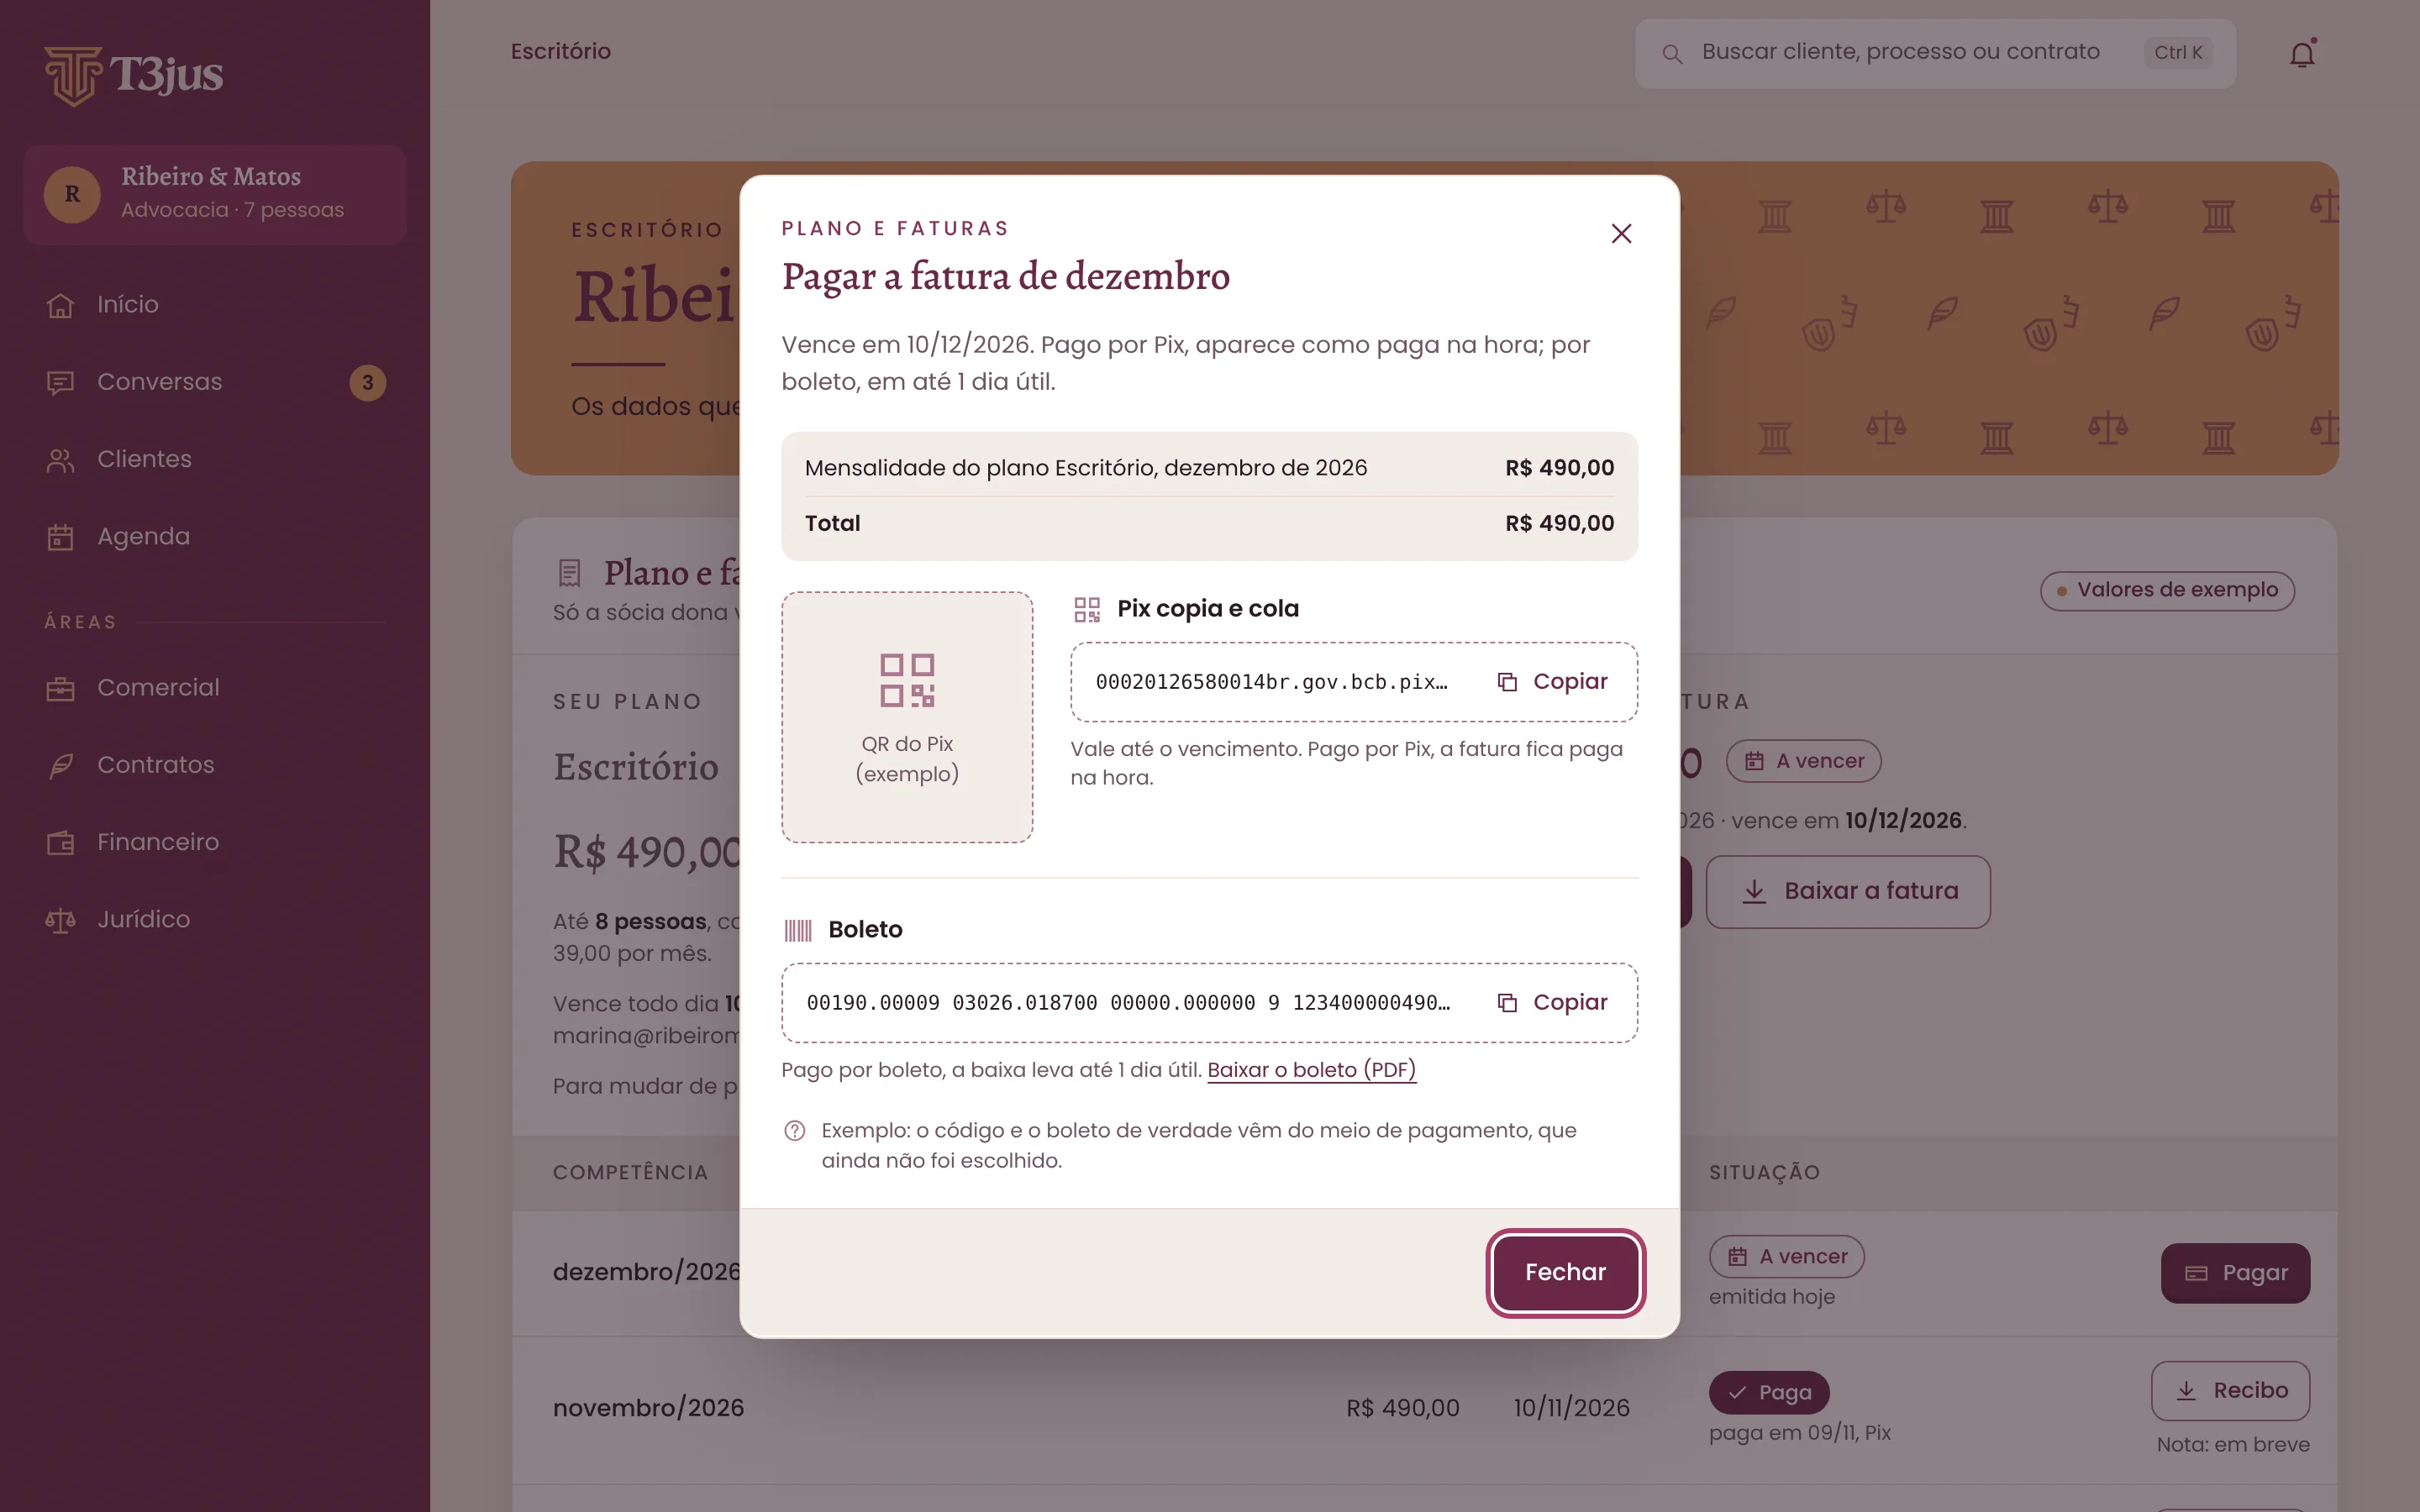 T3jus
R
Ribeiro & Matos
Advocacia · 7 pessoas
Início
Conversas
3
Clientes
Agenda
ÁREAS
Comercial
Contratos
Financeiro
Jurídico
Escritório
Buscar cliente, processo ou contrato
Ctrl K
ESCRITÓRIO
Ribei
Os dados que
Plano e fa
Só a sócia dona v
Valores de exemplo
SEU PLANO
Escritório
R$ 490,00
Até 8 pessoas, co
39,00 por mês.
Vence todo dia 10
marina@ribeirom
Para mudar de p
TURA
0
A vencer
026 · vence em 10/12/2026.
Baixar a fatura
PLANO E FATURAS
Pagar a fatura de dezembro
Vence em 10/12/2026. Pago por Pix, aparece como paga na hora; por
boleto, em até 1 dia útil.
Mensalidade do plano Escritório, dezembro de 2026
R$ 490,00
Total
R$ 490,00
QR do Pix
(exemplo)
Pix copia e cola
00020126580014br.gov.bcb.pix…
Copiar
Vale até o vencimento. Pago por Pix, a fatura fica paga
na hora.
Boleto
00190.00009 03026.018700 00000.000000 9 123400000490…
Copiar
Pago por boleto, a baixa leva até 1 dia útil. Baixar o boleto (PDF)
Exemplo: o código e o boleto de verdade vêm do meio de pagamento, que
ainda não foi escolhido.
Fechar
COMPETÊNCIA
SITUAÇÃO
dezembro/2026
A vencer
emitida hoje
Pagar
novembro/2026
R$ 490,00
10/11/2026
Paga
paga em 09/11, Pix
Recibo
Nota: em breve